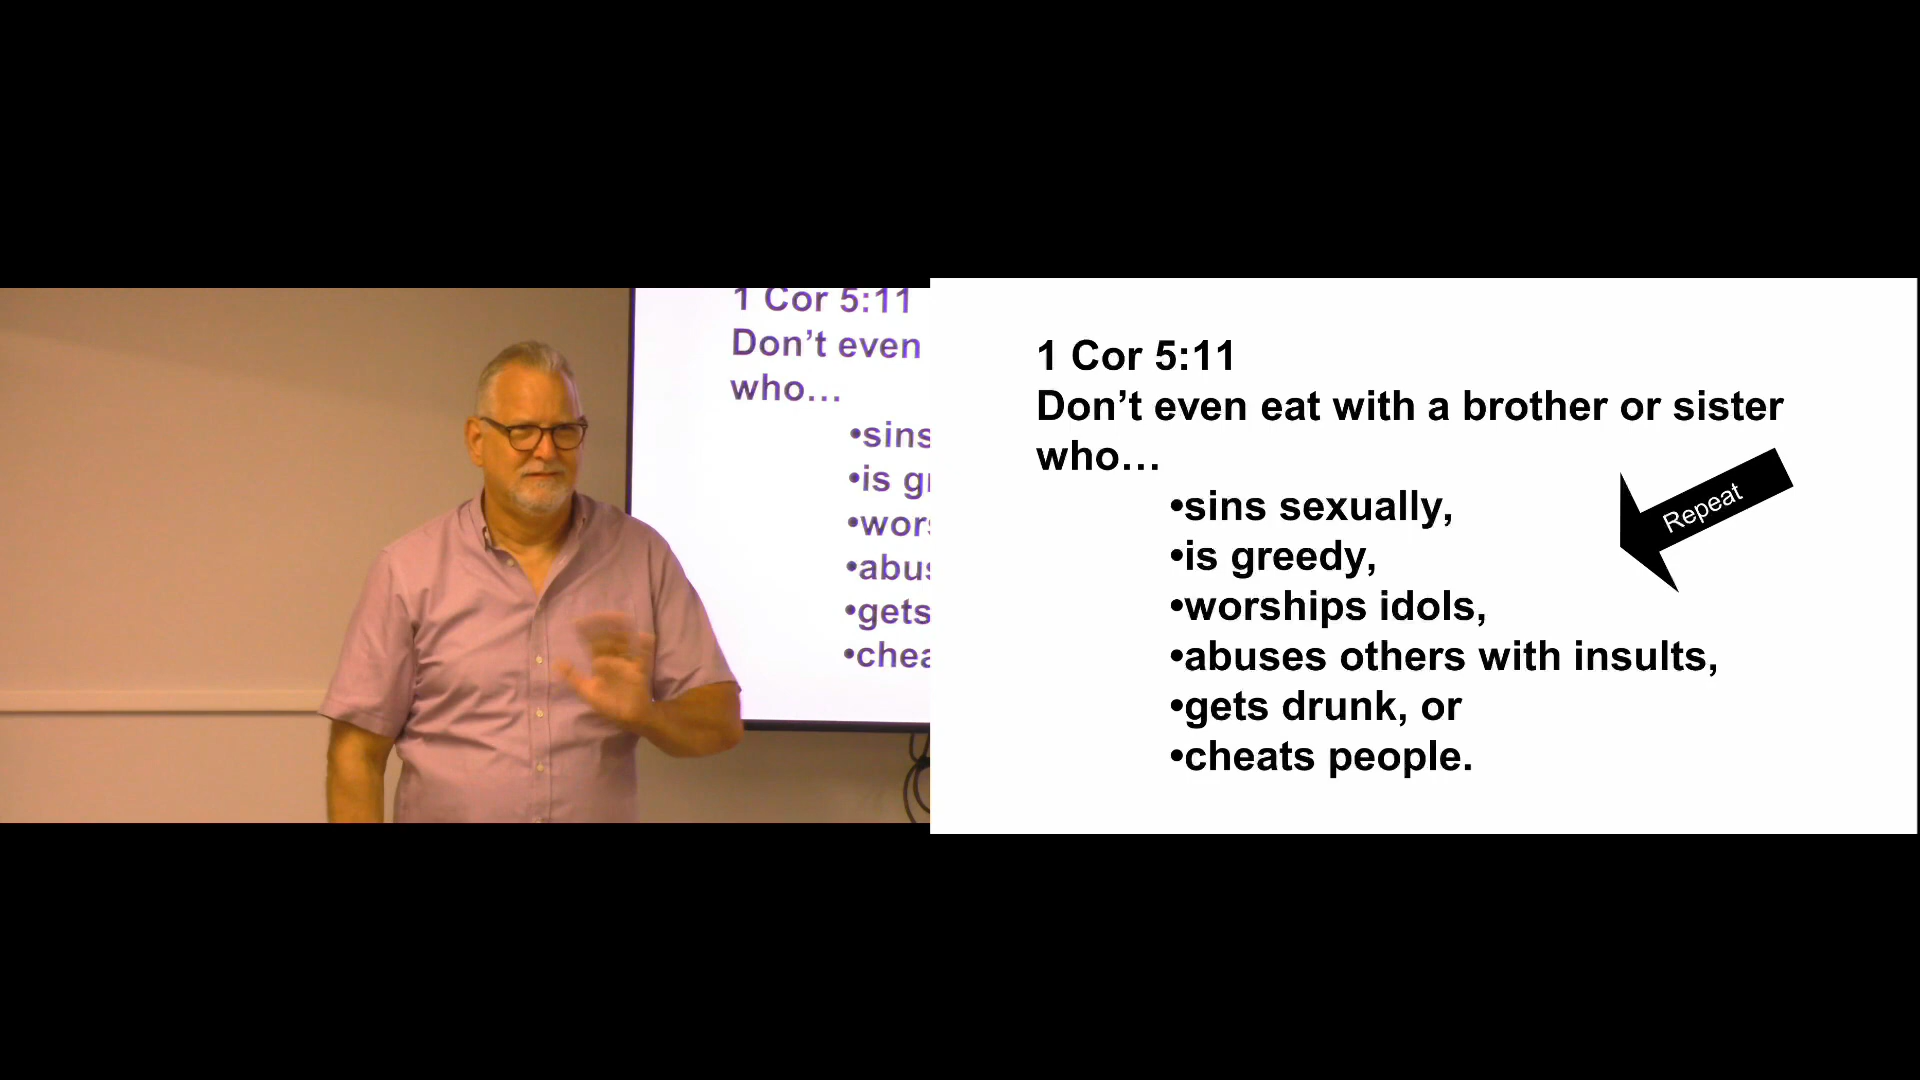 1 Cor 5:11
Don’t even
who…
•sins
•is g
•wor
•abus
•gets
•chea
1 Cor 5:11
Don’t even eat with a brother or sister
who…
•sins sexually,
•is greedy,
•worships idols,
•abuses others with insults,
•gets drunk, or
•cheats people.
Repeat